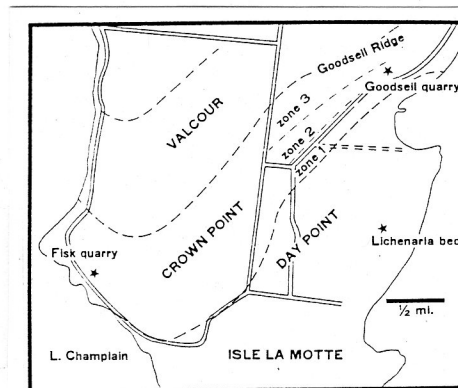 Goodsell Ridge
Goodsell quarry
VALCOUR
zone 3
zone 2
zone 1
CROWN POINT
DAY POINT
Lichenaria bed
Fisk quarry
½ mi.
L. Champlain
ISLE LA MOTTE